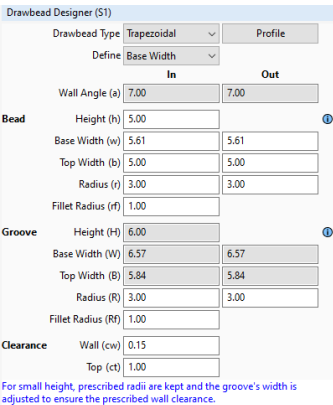 Drawbead Designer (S1)
Drawbead Type Trapezoidal Profile
Define Base Width
In Out
Wall Angle (a) 7.00 7.00
Bead Height (h) 5.00
Base Width (w) 5.61 5.61
Top Width (b) 5.00 5.00
Radius (r) 3.00 3.00
Fillet Radius (rf) 1.00
Groove Height (H) 6.00
Base Width (W) 6.57 6.57
Top Width (B) 5.84 5.84
Radius (R) 3.00 3.00
Fillet Radius (Rf) 1.00
Clearance Wall (cw) 0.15
Top (ct) 1.00
For small height, prescribed radii are kept and the groove's width is
adjusted to ensure the prescribed wall clearance.